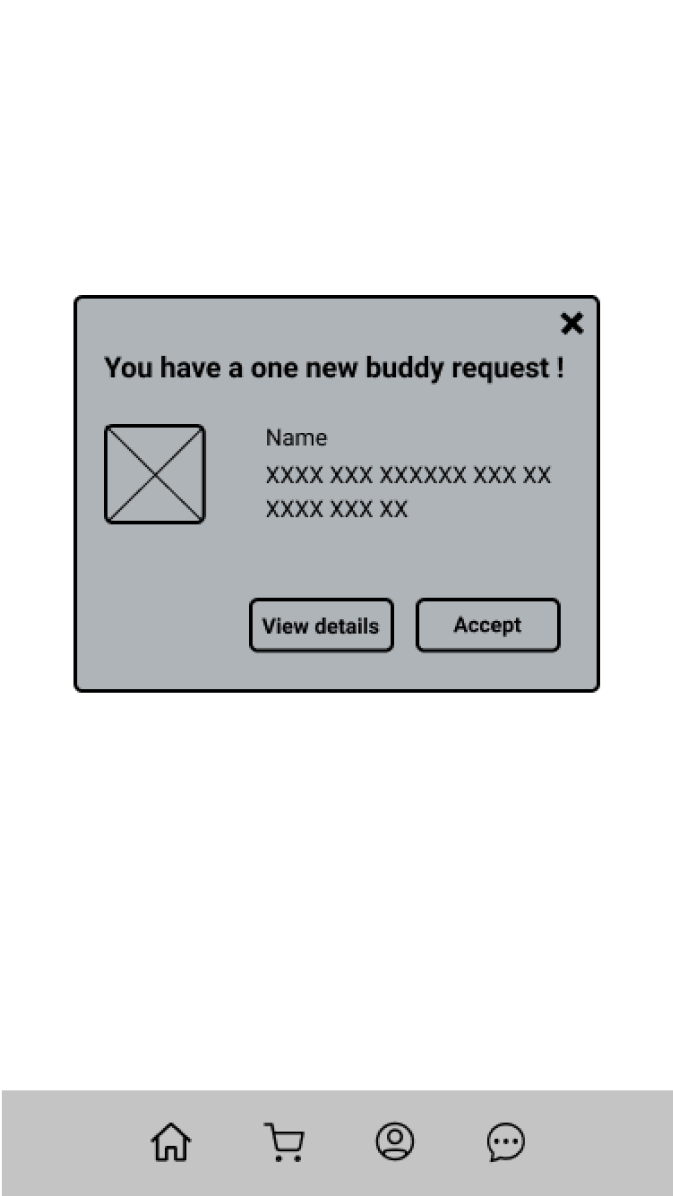 You have a one new buddy request !
Name
XXXX XXX XXXXXX XXX XX
XXXX XXX XX
View details
Accept